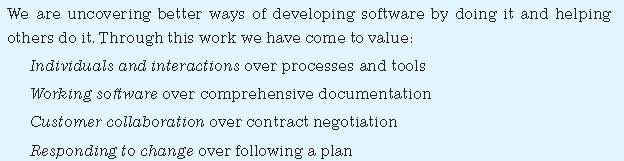 We are uncovering better ways of developing software by doing it and helping
others do it. Through this work we have come to value:
Individuals and interactions over processes and tools
Working software over comprehensive documentation
Customer collaboration over contract negotiation
Responding to change over following a plan